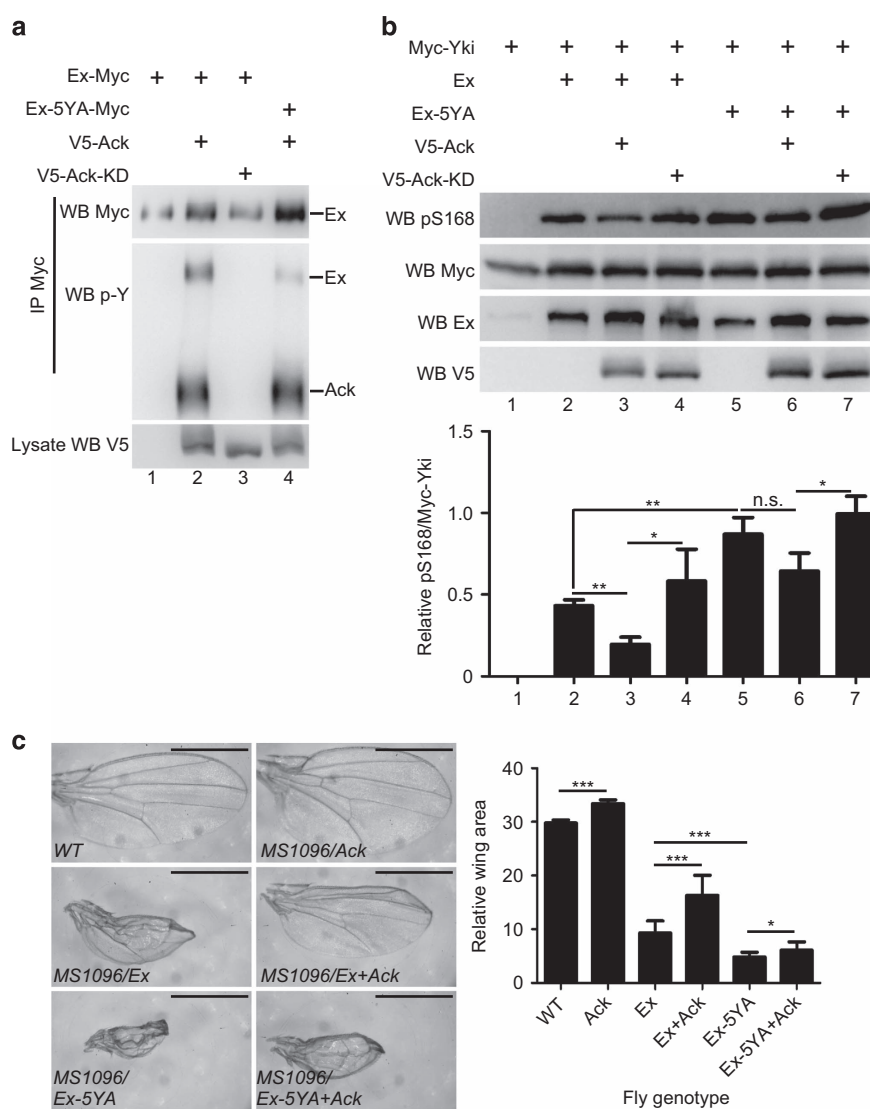 a
Ex-Myc + + +
Ex-5YA-Myc +
V5-Ack + +
V5-Ack-KD +
IP Myc
WB Myc
Ex
WB p-Y
Ex
Ack
Lysate WB V5
1 2 3 4
b
Myc-Yki + + + + + + +
Ex + + +
Ex-5YA + + +
V5-Ack + +
V5-Ack-KD + +
WB pS168
WB Myc
WB Ex
WB V5
1 2 3 4 5 6 7
Relative pS168/Myc-Yki
1.5
1.0
0.5
0
** ** * n.s. *
1 2 3 4 5 6 7
c
WT
MS1096/Ack
MS1096/Ex
MS1096/Ex+Ack
MS1096/
Ex-5YA
MS1096/
Ex-5YA+Ack
Relative wing area
40
30
20
10
0
*** *** *** *
WT Ack Ex Ex+Ack Ex-5YA Ex-5YA+Ack
Fly genotype